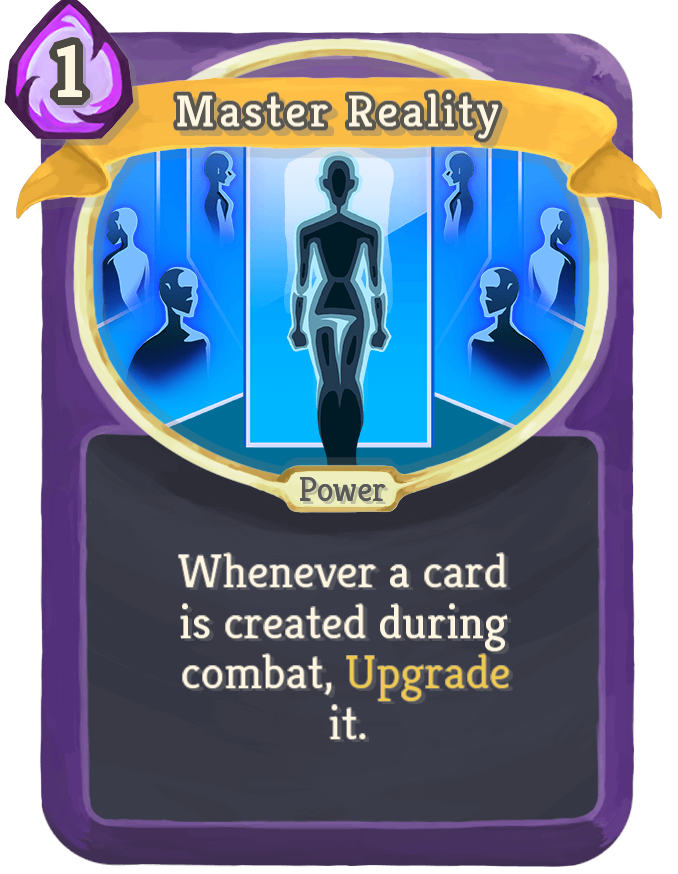 1
Master Reality
Power
Whenever a card
is created during
combat, Upgrade
it.